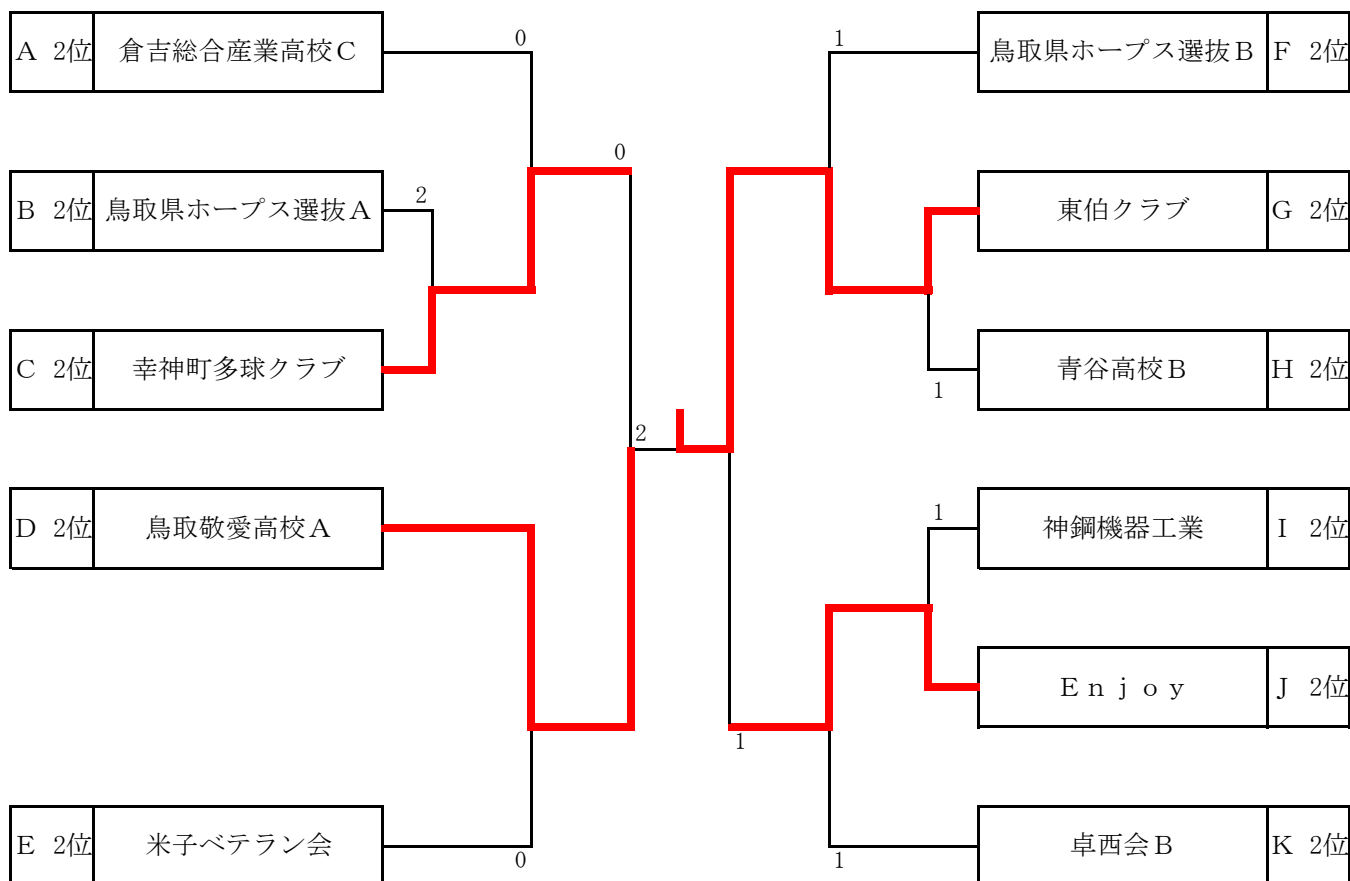 A 2位 倉吉総合産業高校C
0
1
鳥取県ホープス選抜B F 2位
0
B 2位 鳥取県ホープス選抜A
2
東伯クラブ G 2位
C 2位 幸神町多球クラブ
青谷高校B H 2位
1
2
D 2位 鳥取敬愛高校A
1
神鋼機器工業 I 2位
Enjoy J 2位
1
E 2位 米子ベテラン会
0
1
卓西会B K 2位